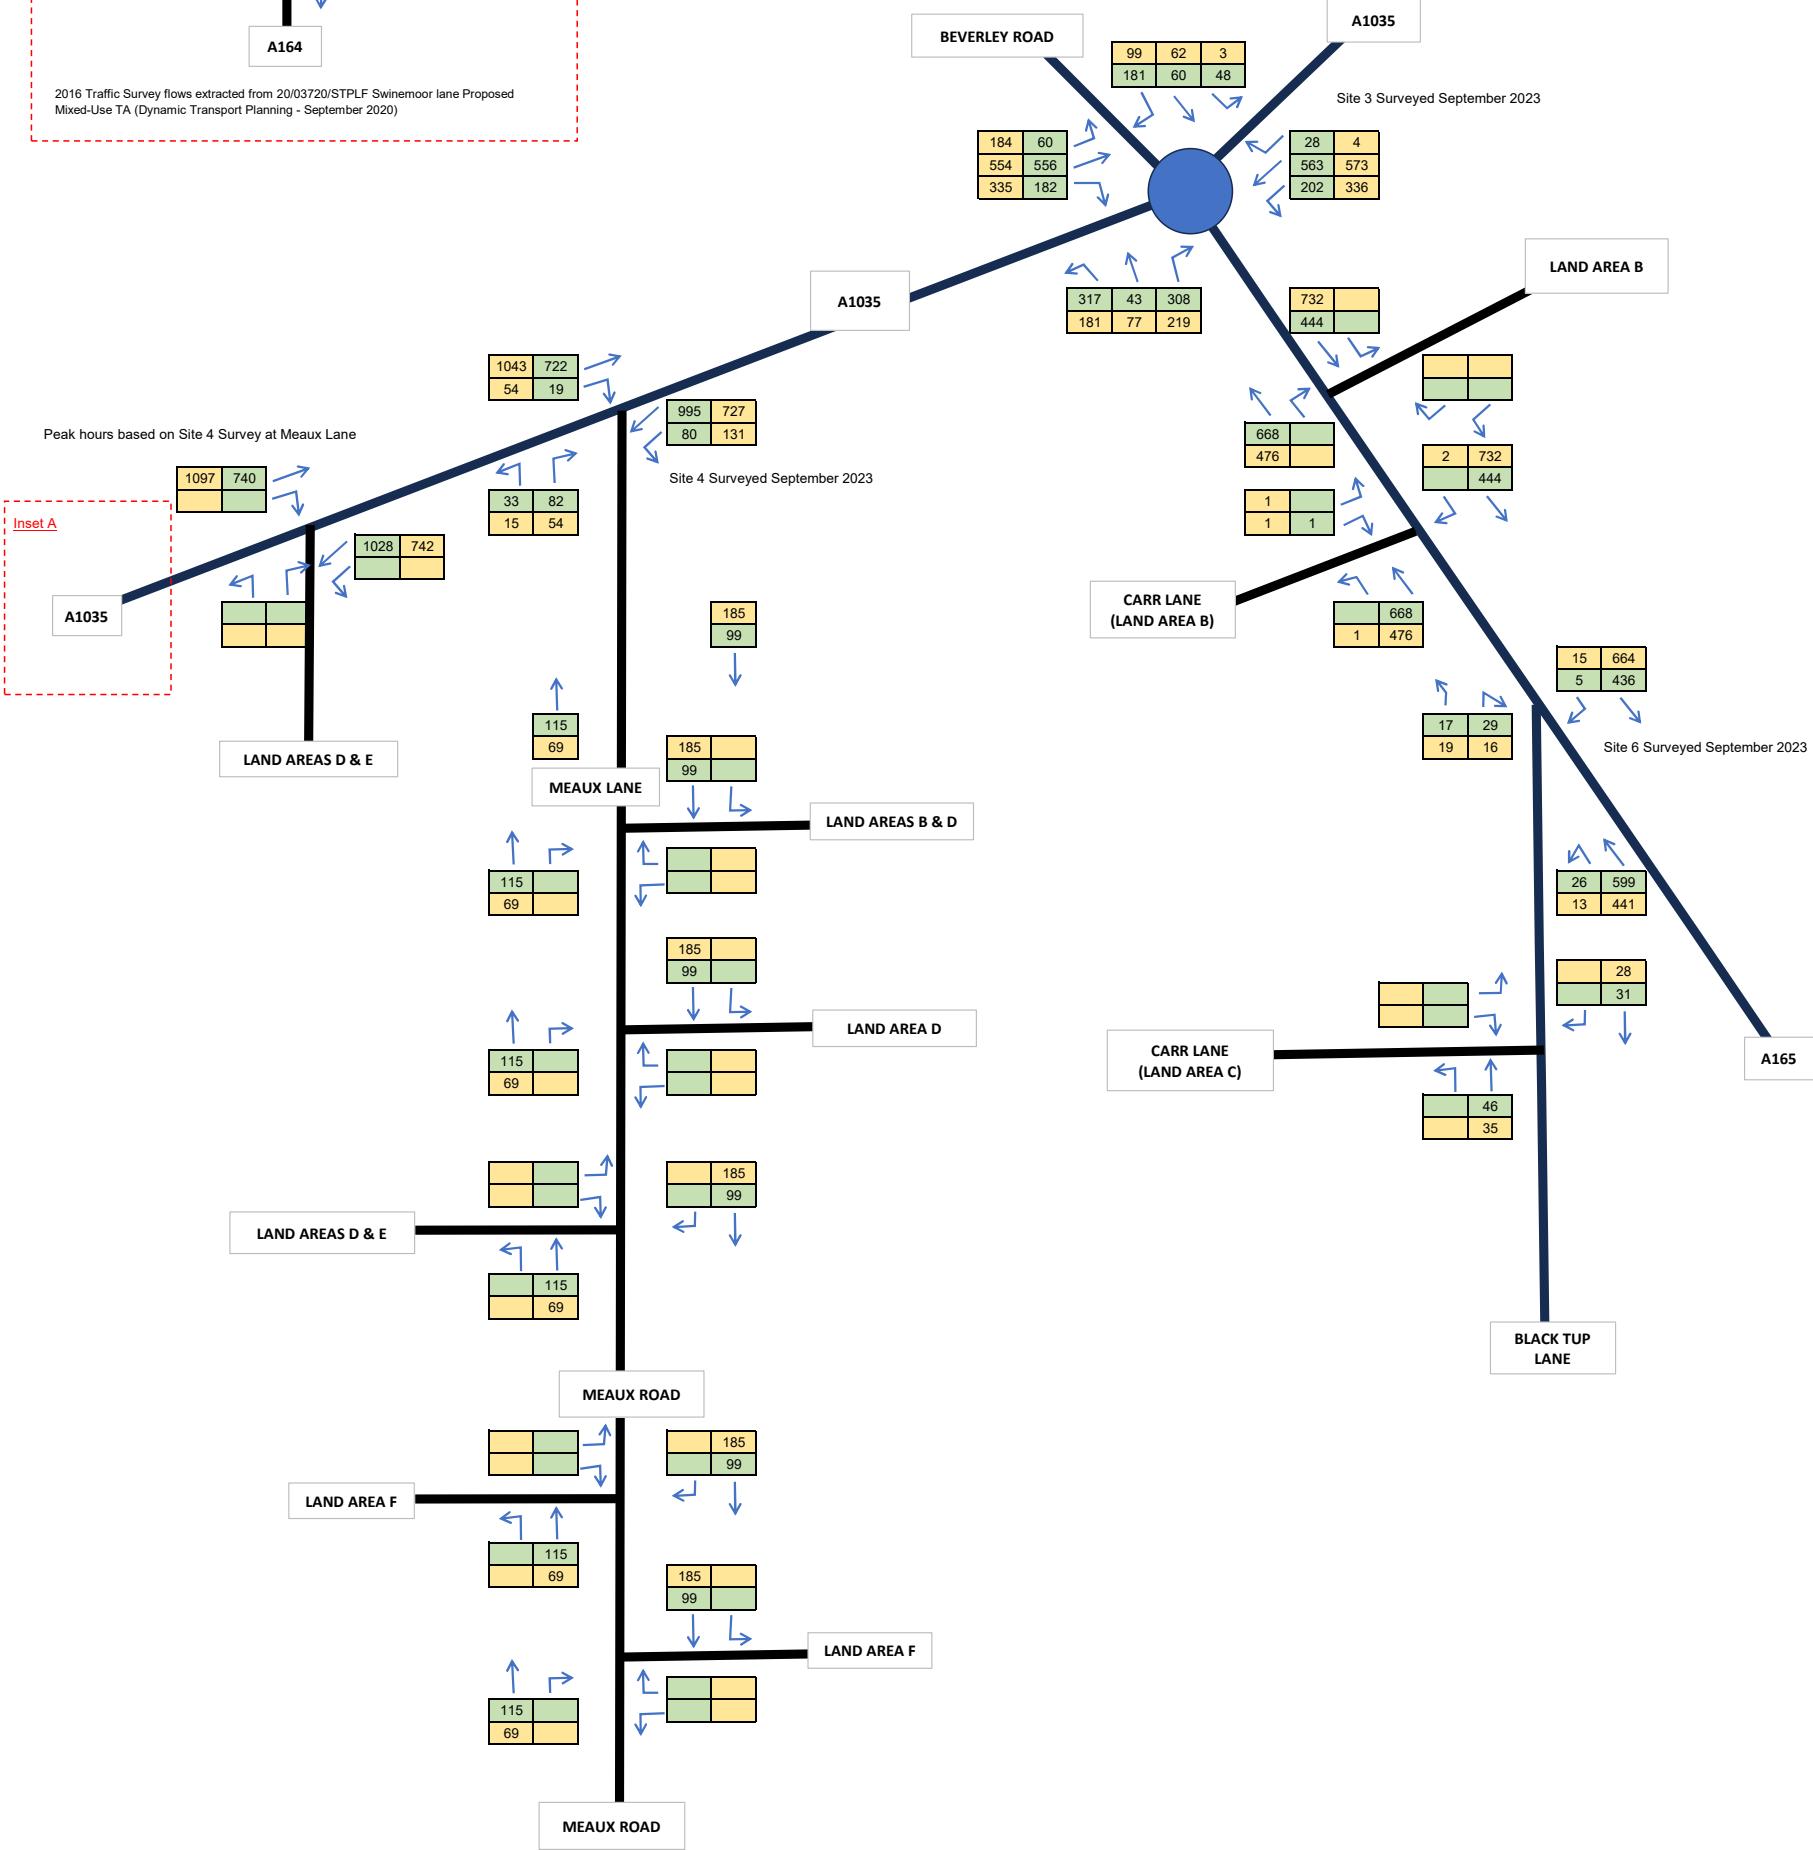 A164
2016 Traffic Survey flows extracted from 20/03720/STPLF Swinemoor lane Proposed
Mixed-Use TA (Dynamic Transport Planning - September 2020)
BEVERLEY ROAD
A1035
99 62 3
181 60 48
Site 3 Surveyed September 2023
184 60
554 556
335 182
28 4
563 573
202 336
LAND AREA B
A1035
317 43 308
181 77 219
732
444
1043 722
54 19
995 727
80 131
668
476
2 732
444
Peak hours based on Site 4 Survey at Meaux Lane
Site 4 Surveyed September 2023
1097 740
33 82
15 54
1
1 1
Inset A
1028 742
A1035
CARR LANE
(LAND AREA B)
668
1 476
185
99
15 664
5 436
115
69
17 29
19 16
Site 6 Surveyed September 2023
LAND AREAS D & E
185
99
MEAUX LANE
LAND AREAS B & D
115
69
26 599
13 441
185
99
28
31
LAND AREA D
115
69
CARR LANE
(LAND AREA C)
A165
46
35
185
99
LAND AREAS D & E
115
69
BLACK TUP
LANE
MEAUX ROAD
185
99
LAND AREA F
115
69
185
99
LAND AREA F
115
69
MEAUX ROAD